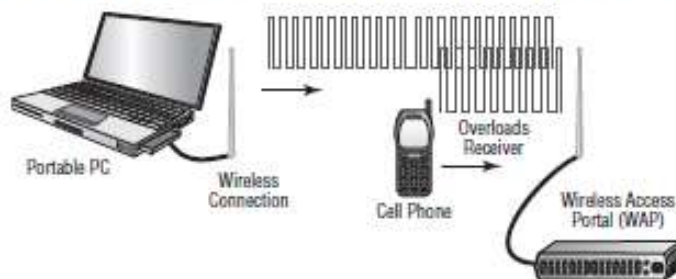 Portable PC
Wireless
Connection
Cell Phone
Overloads
Receiver
Wireless Access
Portal (WAP)